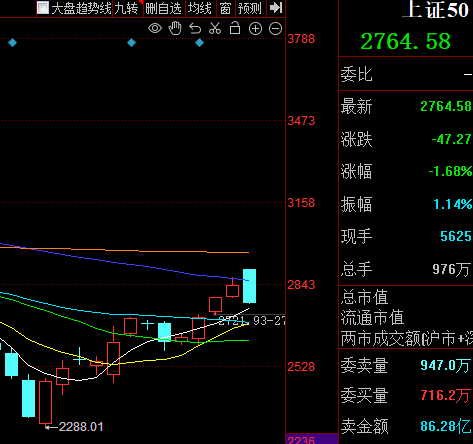 大盘趋势线 九转 删自选 均线 窗 预测
3788
3473
3158
2843
2528
2236
2288.01
上证50
2764.58
委比 –
最新 2764.58
涨跌 -47.27
涨幅 -1.68%
振幅 1.14%
现手 5625
总手 976万
总市值
流通市值
两市成交额(沪市+深
委卖量 947.0万
委买量 716.2万
卖金额 86.28亿